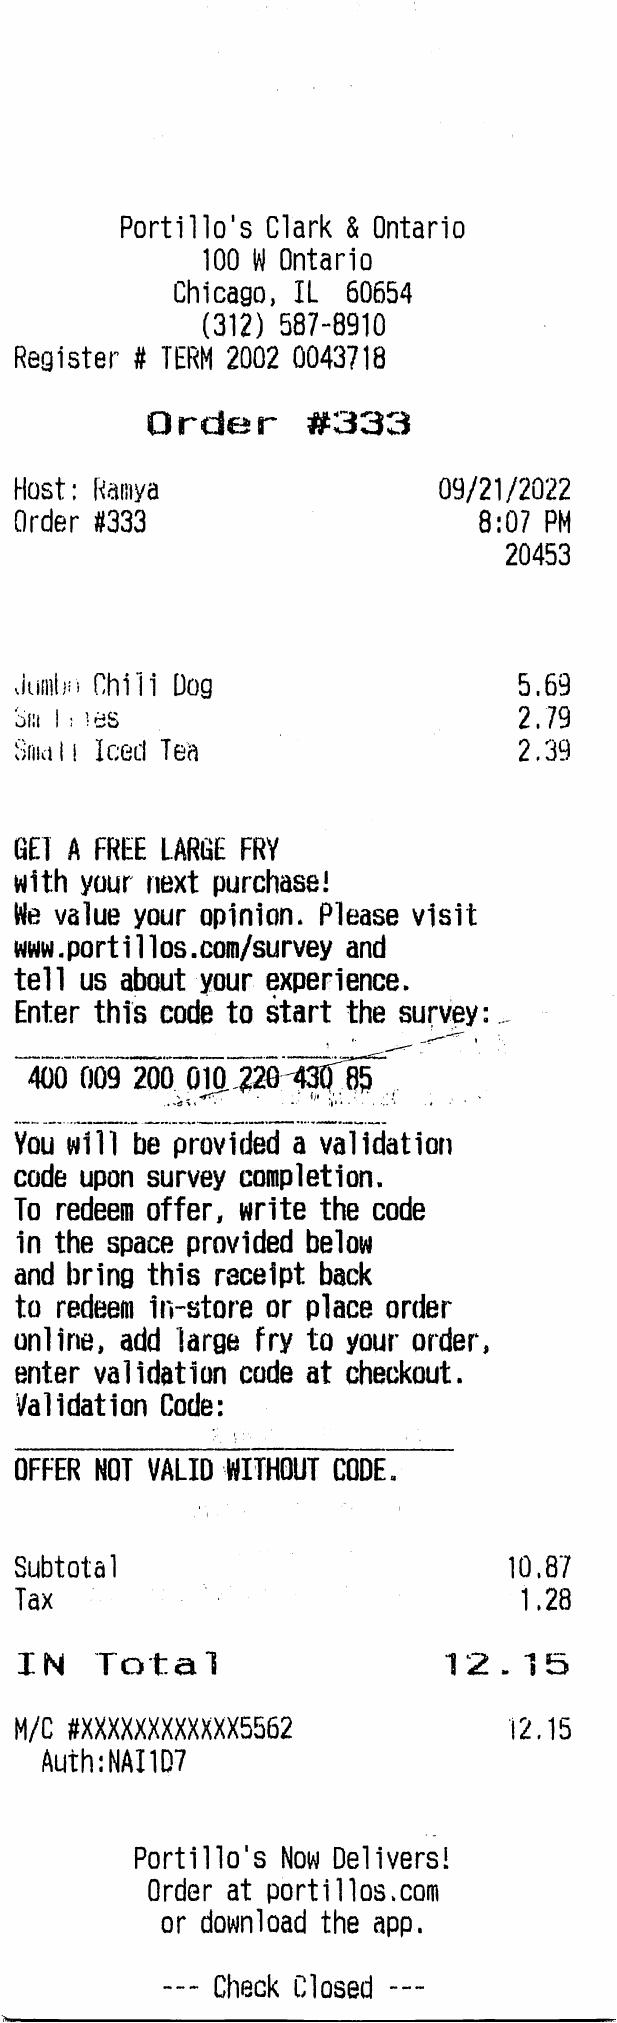 Portillo's Clark & Ontario
100 W Ontario
Chicago, IL 60654
(312) 587-8910
Register # TERM 2002 0043718
Order #333
Host: Ramya 09/21/2022
Order #333 8:07 PM
20453
Jumbo Chili Dog 5.69
Sm 2.79
Small Iced Tea 2.39
GET A FREE LARGE FRY
with your next purchase!
We value your opinion. Please visit
www.portillos.com/survey and
tell us about your experience.
Enter this code to start the survey:
400 009 200 010 220 430 85
You will be provided a validation
code upon survey completion.
To redeem offer, write the code
in the space provided below
and bring this receipt back
to redeem in-store or place order
online, add large fry to your order,
enter validation code at checkout.
Validation Code:
OFFER NOT VALID WITHOUT CODE.
Subtotal 10.87
Tax 1.28
IN Total 12.15
M/C #XXXXXXXXXXXX5562 12.15
Auth:NAI1D7
Portillo's Now Delivers!
Order at portillos.com
or download the app.
--- Check Closed ---